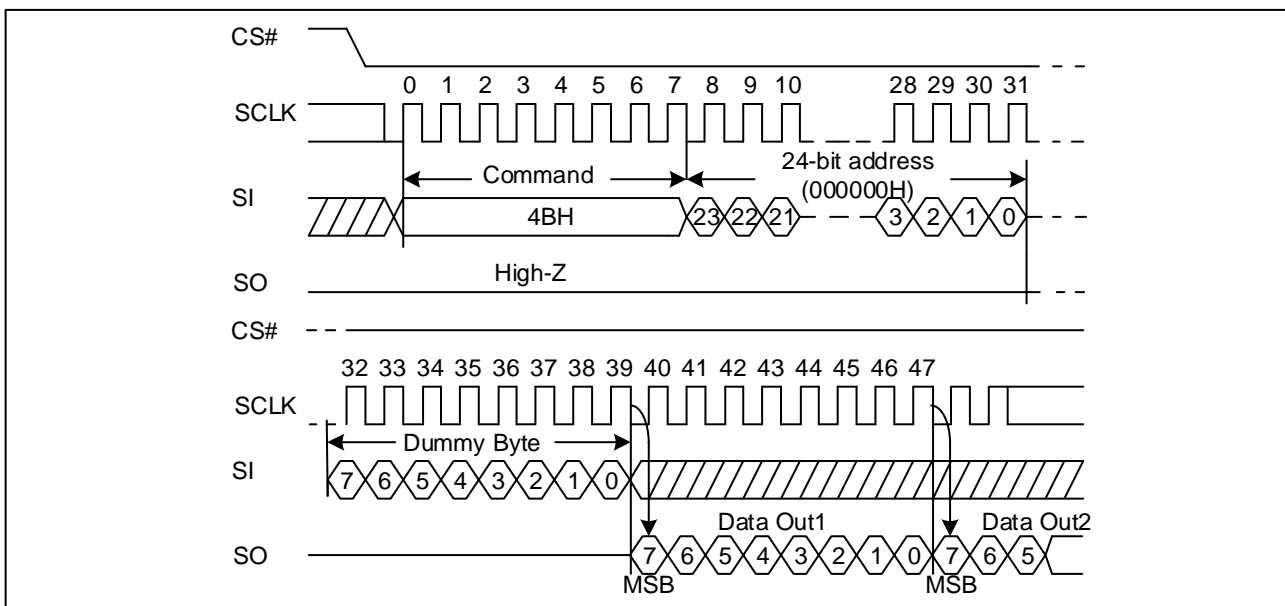 CS#
0 1 2 3 4 5 6 7 8 9 10 28 29 30 31
SCLK
Command
24-bit address
(000000H)
SI
4BH
23 22 21 3 2 1 0
High-Z
SO
CS#
32 33 34 35 36 37 38 39 40 41 42 43 44 45 46 47
SCLK
Dummy Byte
SI
7 6 5 4 3 2 1 0
Data Out1 Data Out2
SO
7 6 5 4 3 2 1 0 7 6 5
MSB MSB